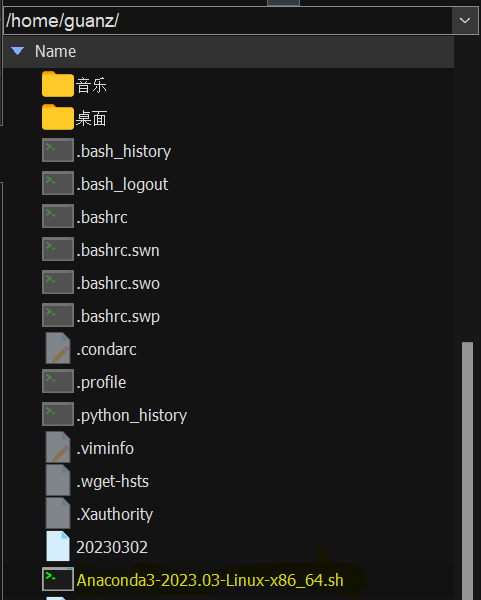 /home/guanz/
Name
音乐
桌面
.bash_history
.bash_logout
.bashrc
.bashrc.swn
.bashrc.swo
.bashrc.swp
.condarc
.profile
.python_history
.viminfo
.wget-hsts
.Xauthority
20230302
Anaconda3-2023.03-Linux-x86_64.sh